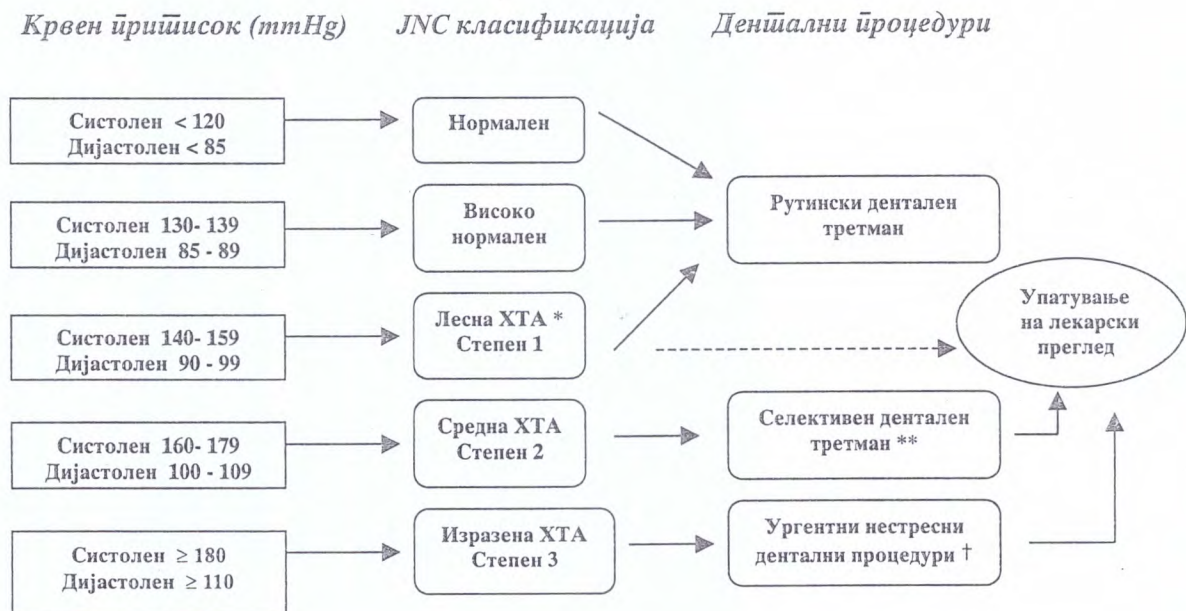 Крвен притисок (mmHg) JNC класификација Дентални процедури
Систолен < 120
Дијастолен < 85
Нормален
Систолен 130- 139
Дијастолен 85 - 89
Високо
нормален
Рутински дентален
третман
Систолен 140- 159
Дијастолен 90 - 99
Лесна ХТА *
Степен 1
Упатување
на лекарски
преглед
Систолен 160- 179
Дијастолен 100 - 109
Средна ХТА
Степен 2
Селективен дентален
третман **
Систолен ≥ 180
Дијастолен ≥ 110
Изразена ХТА
Степен 3
Ургентни нестресни
дентални процедури †